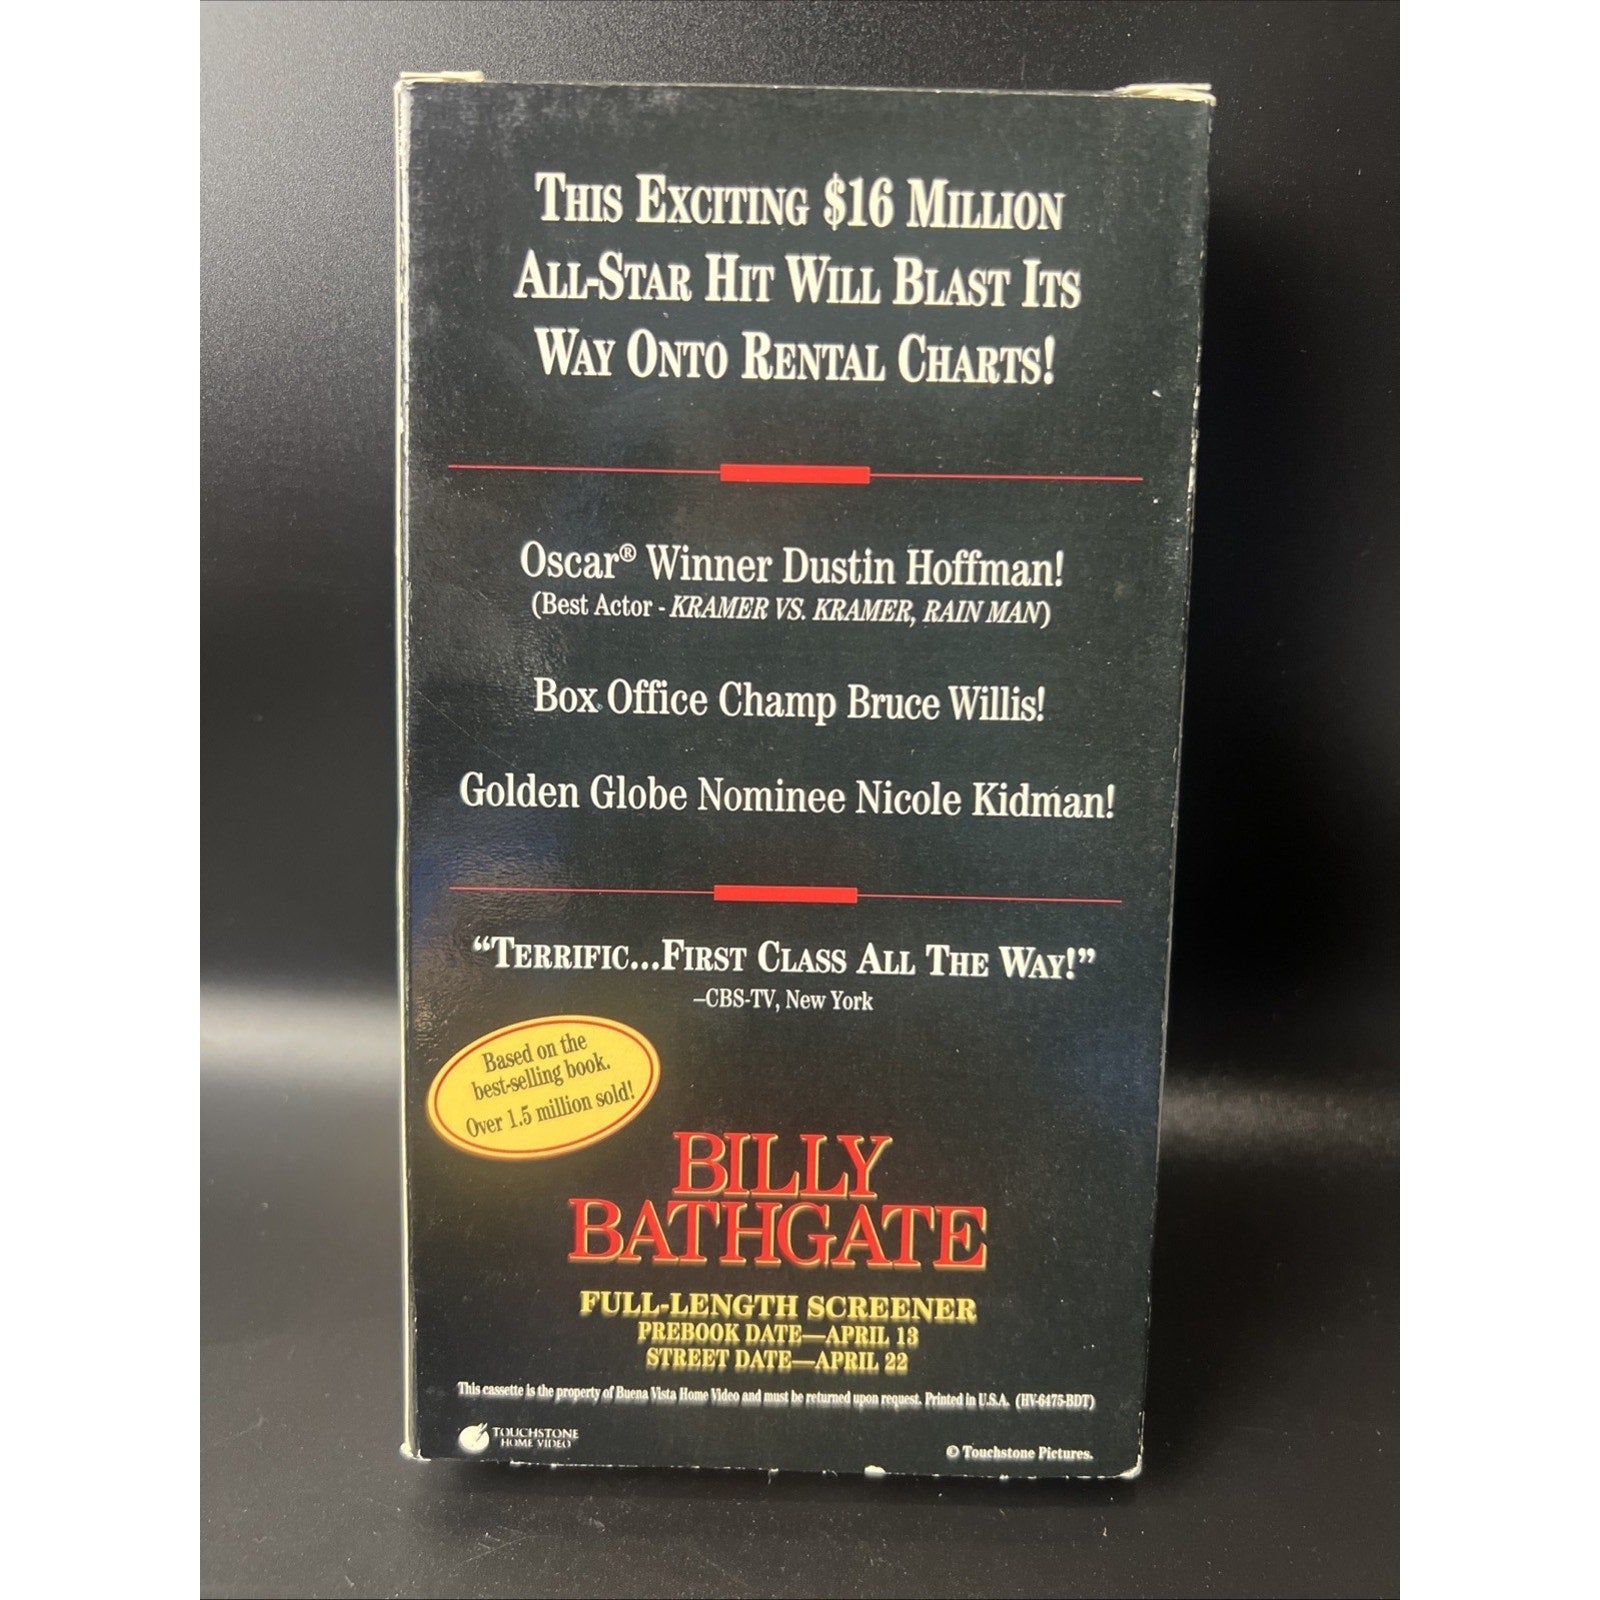 THIS EXCITING $16 MILLION
ALL-STAR HIT WILL BLAST ITS
WAY ONTO RENTAL CHARTS!
Oscar® Winner Dustin Hoffman!
(Best Actor - KRAMER VS. KRAMER, RAIN MAN)
Box Office Champ Bruce Willis!
Golden Globe Nominee Nicole Kidman!
“TERRIFIC...FIRST CLASS ALL THE WAY!”
–CBS-TV, New York
Based on the
best-selling book.
Over 1.5 million sold!
BILLY
BATHGATE
FULL-LENGTH SCREENER
PREBOOK DATE—APRIL 13
STREET DATE—APRIL 22
This cassette is the property of Buena Vista Home Video and must be returned upon request. Printed in U.S.A. (HV-6475-BDT)
TOUCHSTONE
HOME VIDEO
© Touchstone Pictures.